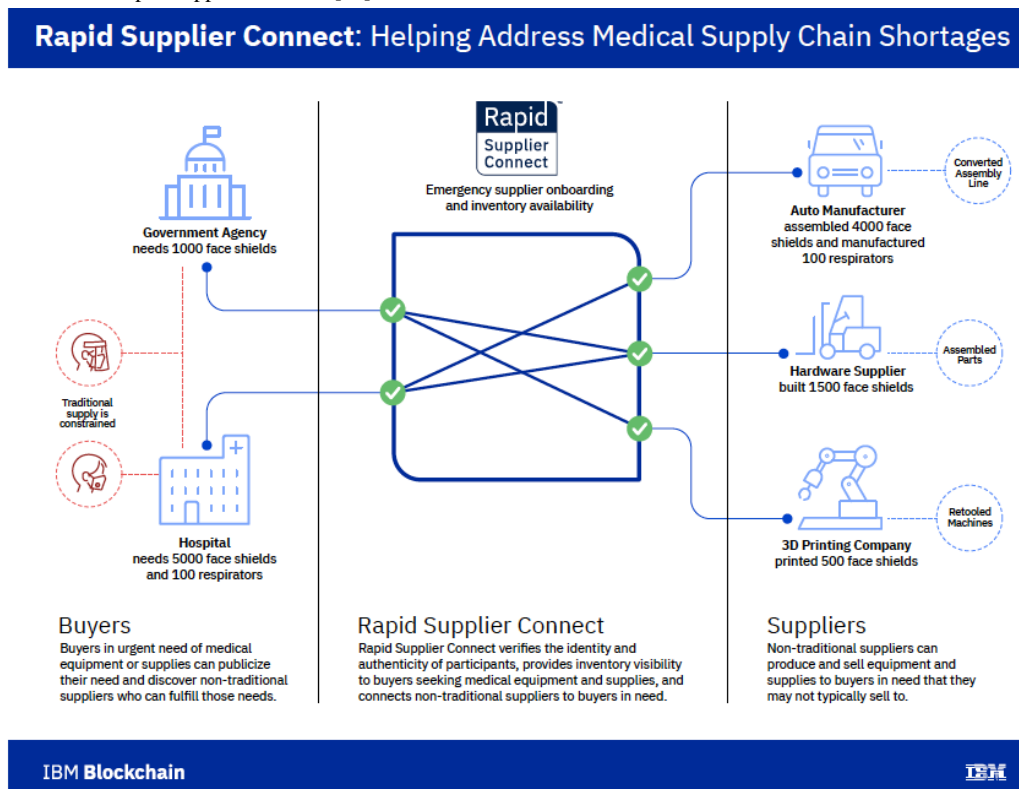 Rapid Supplier Connect: Helping Address Medical Supply Chain Shortages
Rapid
Supplier
Connect
Emergency supplier onboarding
and inventory availability
Government Agency
needs 1000 face shields
Traditional
supply is
constrained
Hospital
needs 5000 face shields
and 100 respirators
Auto Manufacturer
assembled 4000 face
shields and manufactured
100 respirators
Converted
Assembly
Line
Hardware Supplier
built 1500 face shields
Assembled
Parts
3D Printing Company
printed 500 face shields
Retooled
Machines
Buyers
Buyers in urgent need of medical
equipment or supplies can publicize
their need and discover non-traditional
suppliers who can fulfill those needs.
Rapid Supplier Connect
Rapid Supplier Connect verifies the identity and
authenticity of participants, provides inventory visibility
to buyers seeking medical equipment and supplies, and
connects non-traditional suppliers to buyers in need.
Suppliers
Non-traditional suppliers can
produce and sell equipment and
supplies to buyers in need that they
may not typically sell to.
IBM Blockchain
IBM